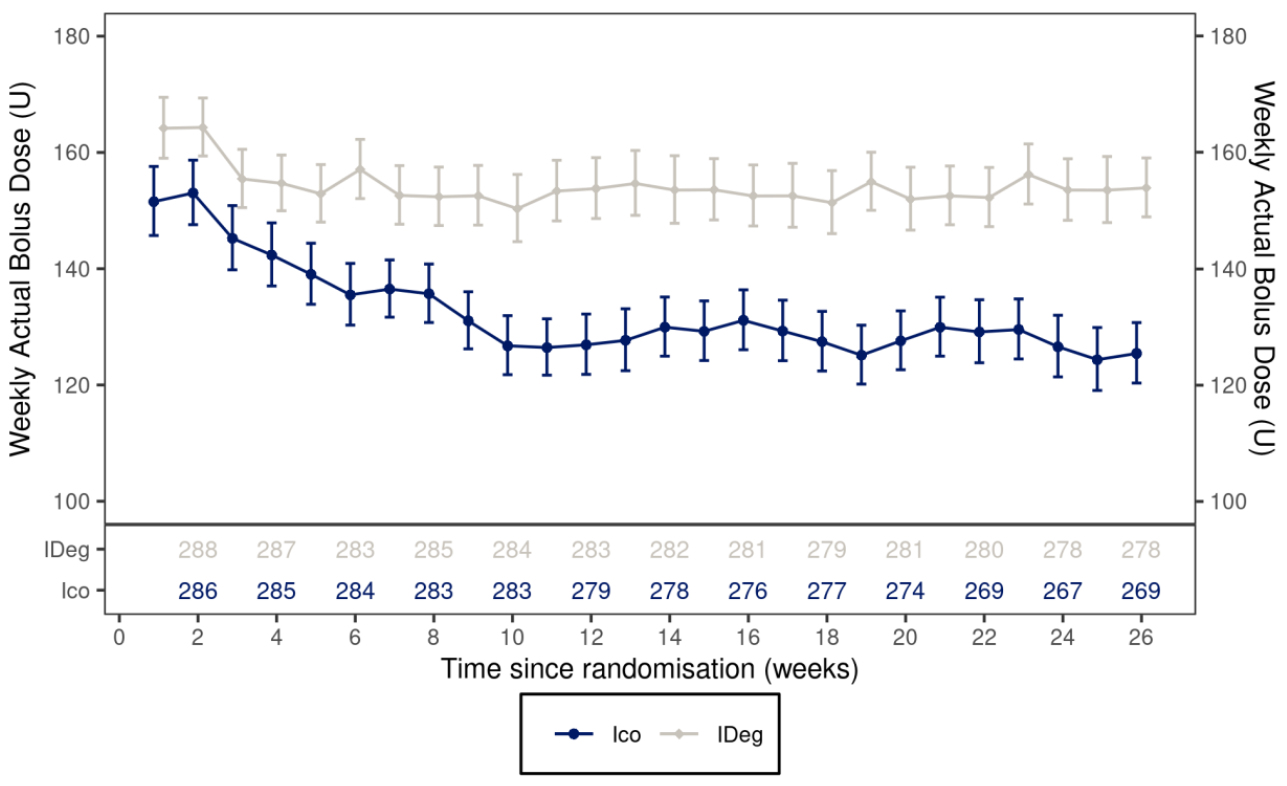 Weekly Actual Bolus Dose (U)
180 180
160 160
140 140
120 120
100 100
Weekly Actual Bolus Dose (U)
IDeg 288 287 283 285 284 283 282 281 279 281 280 278 278
Ico 286 285 284 283 283 279 278 276 277 274 269 267 269
0 2 4 6 8 10 12 14 16 18 20 22 24 26
Time since randomisation (weeks)
Ico IDeg